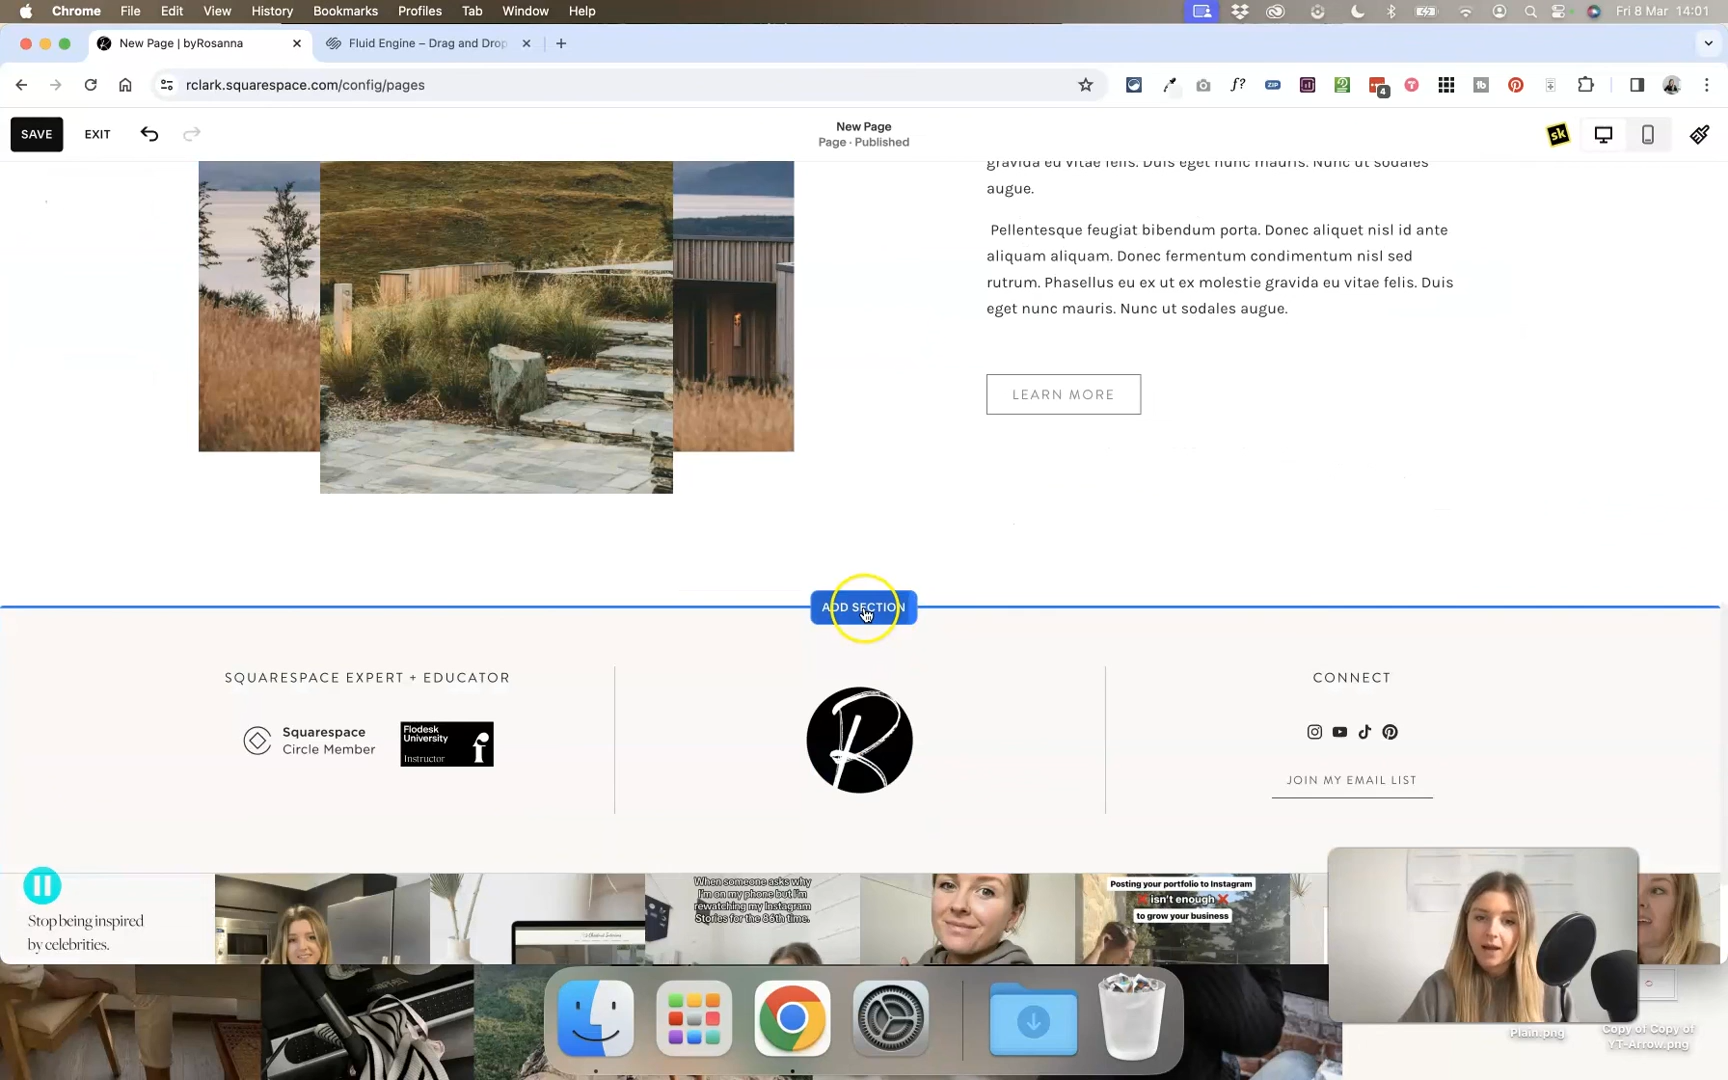 Chrome File Edit View History Bookmarks Profiles Tab Window Help
Fri 8 Mar 14:01
New Page | byRosanna
Fluid Engine – Drag and Drop
rclark.squarespace.com/config/pages
f?
ZIP
4
SAVE
EXIT
New Page
Page · Published
sk
gravida eu vitae felis. Duis eget nunc mauris. Nunc ut sodales
augue.
Pellentesque feugiat bibendum porta. Donec aliquet nisl id ante
aliquam aliquam. Donec fermentum condimentum nisl sed
rutrum. Phasellus eu ex ut ex molestie gravida eu vitae felis. Duis
eget nunc mauris. Nunc ut sodales augue.
LEARN MORE
ADD SECTION
SQUARESPACE EXPERT + EDUCATOR
Squarespace
Circle Member
Flodesk
University
Instructor
R
CONNECT
JOIN MY EMAIL LIST
Stop being inspired
by celebrities.
When someone asks why
I'm on my phone but I'm
rewatching my Instagram
Stories for the 86th time.
Posting your portfolio to Instagram
isn't enough
to grow your business
Plain.png
Copy of Copy of
YT-Arrow.png